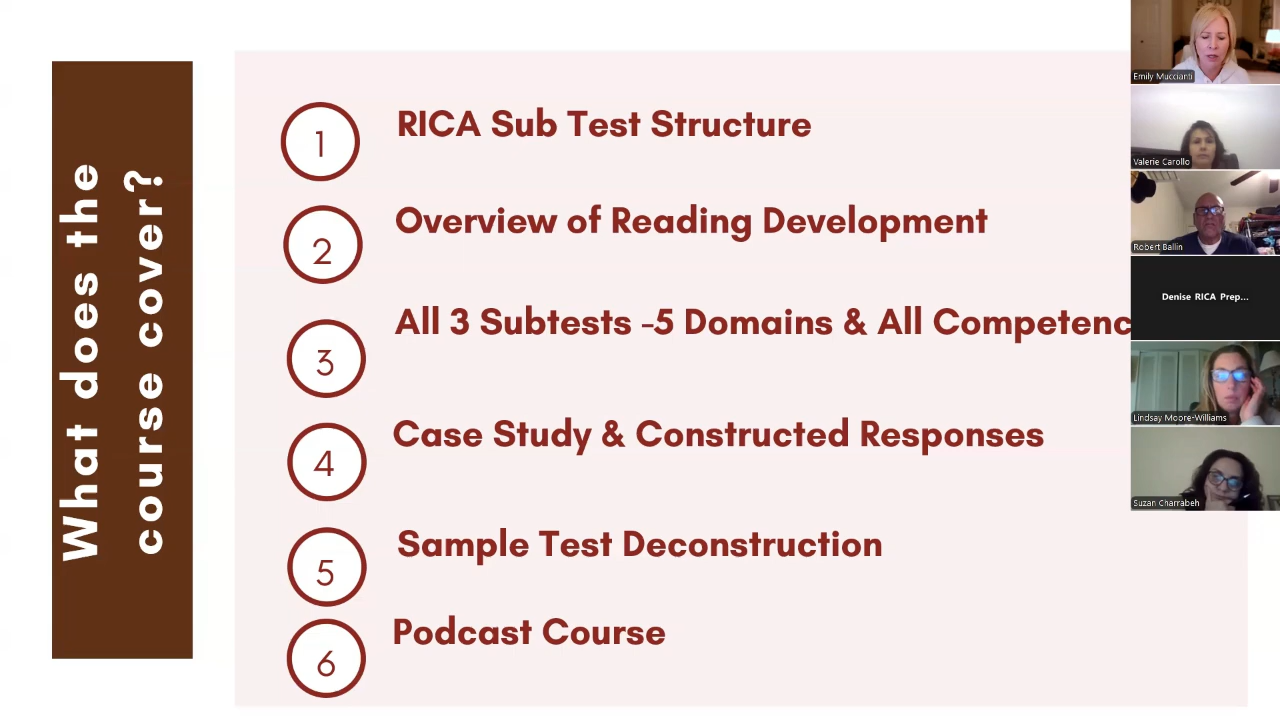 What does the
course cover?
1
RICA Sub Test Structure
2
Overview of Reading Development
3
All 3 Subtests -5 Domains & All Competenc
4
Case Study & Constructed Responses
5
Sample Test Deconstruction
6
Podcast Course
Emily Muccianti
Valerie Carollo
Robert Ballin
Denise RICA Prep...
Lindsay Moore-Williams
Suzan Charrabeh